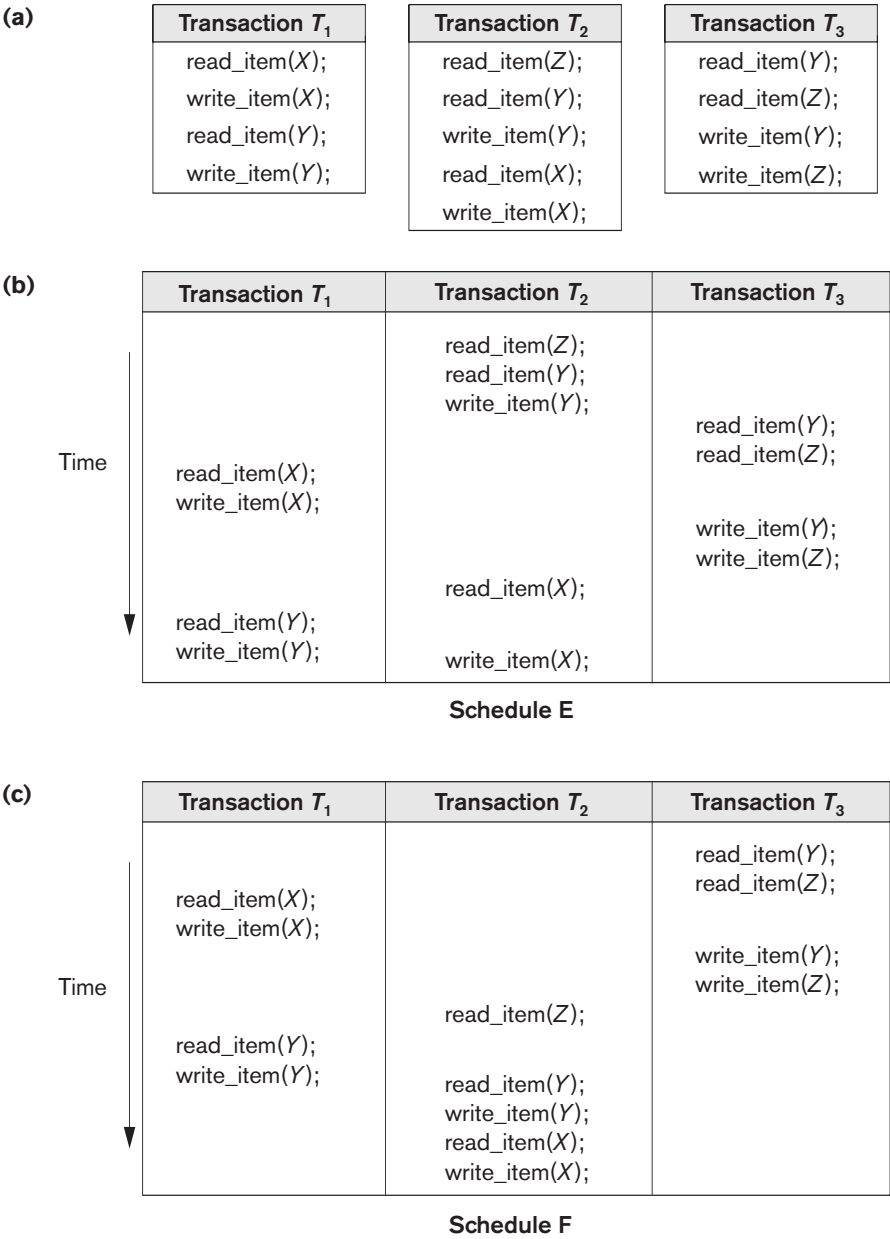 (a)
Transaction T1 Transaction T2 Transaction T3
read_item(X); read_item(Z); read_item(Y);
write_item(X); read_item(Y); read_item(Z);
read_item(Y); write_item(Y); write_item(Y);
write_item(Y); read_item(X); write_item(Z);
write_item(X);
(b)
Transaction T1 Transaction T2 Transaction T3
read_item(Z);
read_item(Y);
write_item(Y);
read_item(Y);
read_item(Z);
Time
read_item(X);
write_item(X);
write_item(Y);
write_item(Z);
read_item(X);
read_item(Y);
write_item(Y);
write_item(X);
Schedule E
(c)
Transaction T1 Transaction T2 Transaction T3
read_item(Y);
read_item(Z);
read_item(X);
write_item(X);
write_item(Y);
write_item(Z);
Time
read_item(Z);
read_item(Y);
write_item(Y);
read_item(Y);
write_item(Y);
read_item(X);
write_item(X);
Schedule F